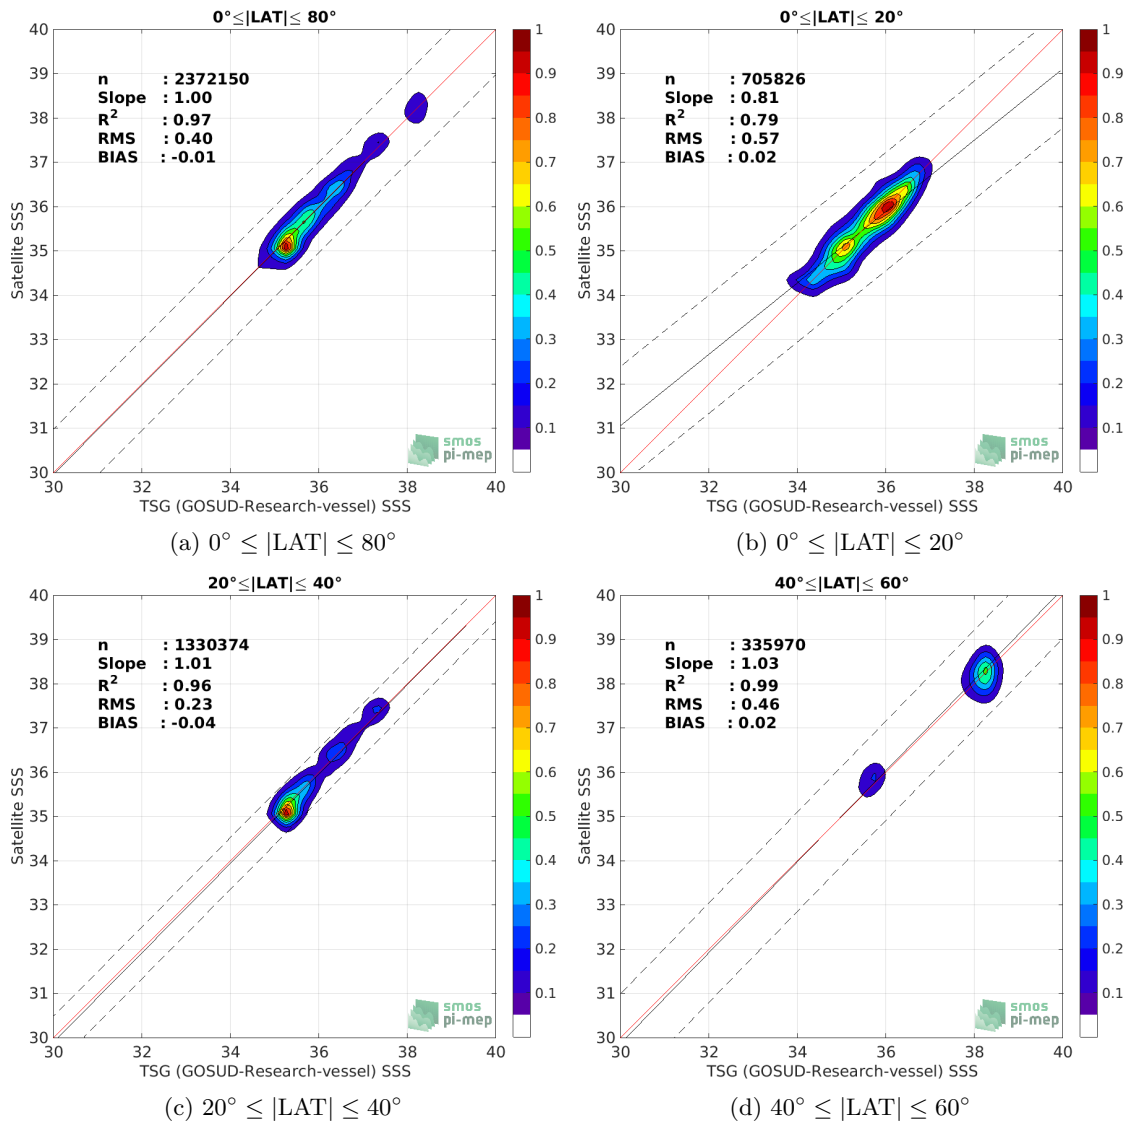 0°≤|LAT|≤ 80°
40
39
38
37
36
35
34
33
32
31
30
Satellite SSS
n : 2372150
Slope : 1.00
R² : 0.97
RMS : 0.40
BIAS : -0.01
smos
pi-mep
30 32 34 36 38 40
TSG (GOSUD-Research-vessel) SSS
1
0.9
0.8
0.7
0.6
0.5
0.4
0.3
0.2
0.1
(a) 0° ≤ |LAT| ≤ 80°
0°≤|LAT|≤ 20°
40
39
38
37
36
35
34
33
32
31
30
Satellite SSS
n : 705826
Slope : 0.81
R² : 0.79
RMS : 0.57
BIAS : 0.02
smos
pi-mep
30 32 34 36 38 40
TSG (GOSUD-Research-vessel) SSS
1
0.9
0.8
0.7
0.6
0.5
0.4
0.3
0.2
0.1
(b) 0° ≤ |LAT| ≤ 20°
20°≤|LAT|≤ 40°
40
39
38
37
36
35
34
33
32
31
30
Satellite SSS
n : 1330374
Slope : 1.01
R² : 0.96
RMS : 0.23
BIAS : -0.04
smos
pi-mep
30 32 34 36 38 40
TSG (GOSUD-Research-vessel) SSS
1
0.9
0.8
0.7
0.6
0.5
0.4
0.3
0.2
0.1
(c) 20° ≤ |LAT| ≤ 40°
40°≤|LAT|≤ 60°
40
39
38
37
36
35
34
33
32
31
30
Satellite SSS
n : 335970
Slope : 1.03
R² : 0.99
RMS : 0.46
BIAS : 0.02
smos
pi-mep
30 32 34 36 38 40
TSG (GOSUD-Research-vessel) SSS
1
0.9
0.8
0.7
0.6
0.5
0.4
0.3
0.2
0.1
(d) 40° ≤ |LAT| ≤ 60°